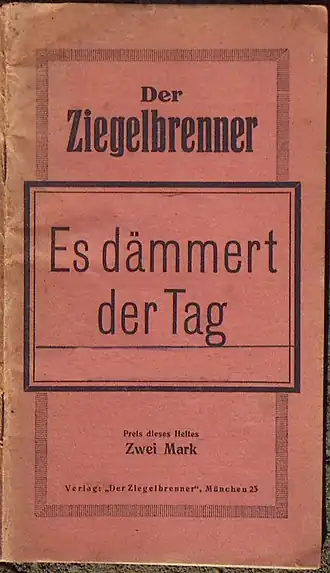 Der
Ziegelbrenner
Es dämmert
der Tag
Preis dieses Heftes
Zwei Mark
Verlag: „Der Ziegelbrenner“, München 23